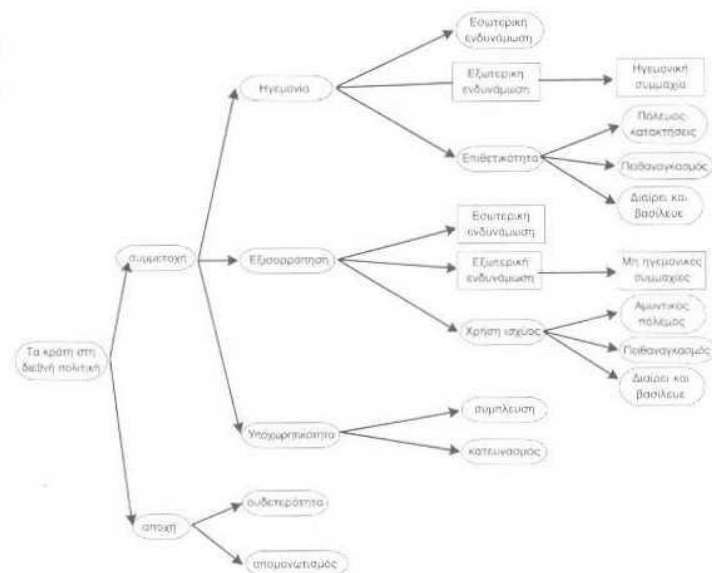 Εσωτερική
ενδυνάμωση
Ηγεμονία
Εξωτερική
ενδυνάμωση
Ηγεμονική
συμμαχία
Πόλεμος-
κατακτήσεις
Επιθετικότητα
Πειθαναγκασμός
Διαίρει και
βασίλευε
Εσωτερική
ενδυνάμωση
συμμετοχή
Εξισορρόπηση
Εξωτερική
ενδυνάμωση
Μη ηγεμονικές
συμμαχίες
Αμυντικός
πόλεμος
Χρήση ισχύος
Πειθαναγκασμός
Τα κράτη στη
διεθνή πολιτική
Διαίρει και
βασίλευε
σύμπλευση
Υποχωρητικότητα
κατευνασμός
ουδετερότητα
αποχή
απομονωτισμός